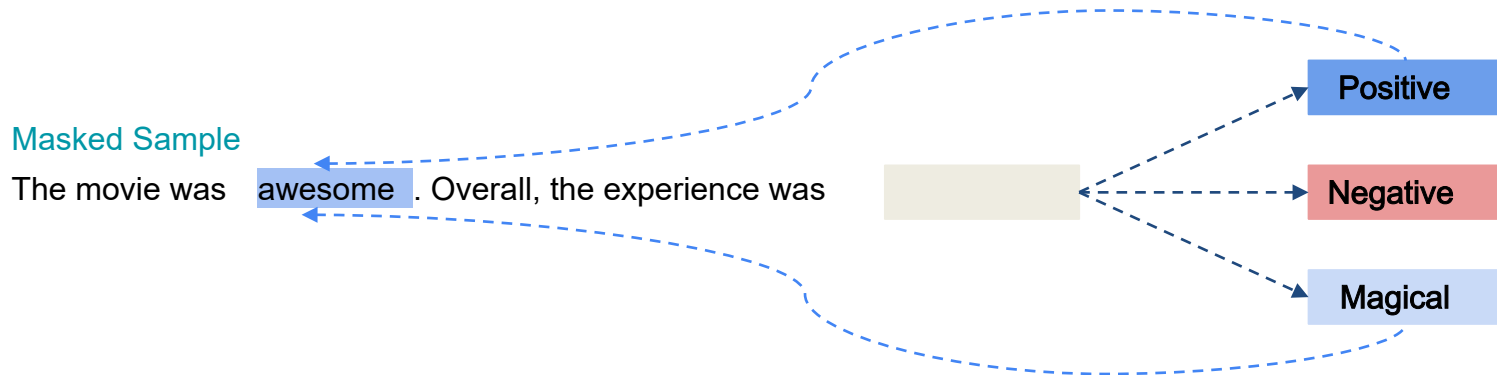 Positive
Masked Sample
The movie was awesome . Overall, the experience was
Negative
Magical